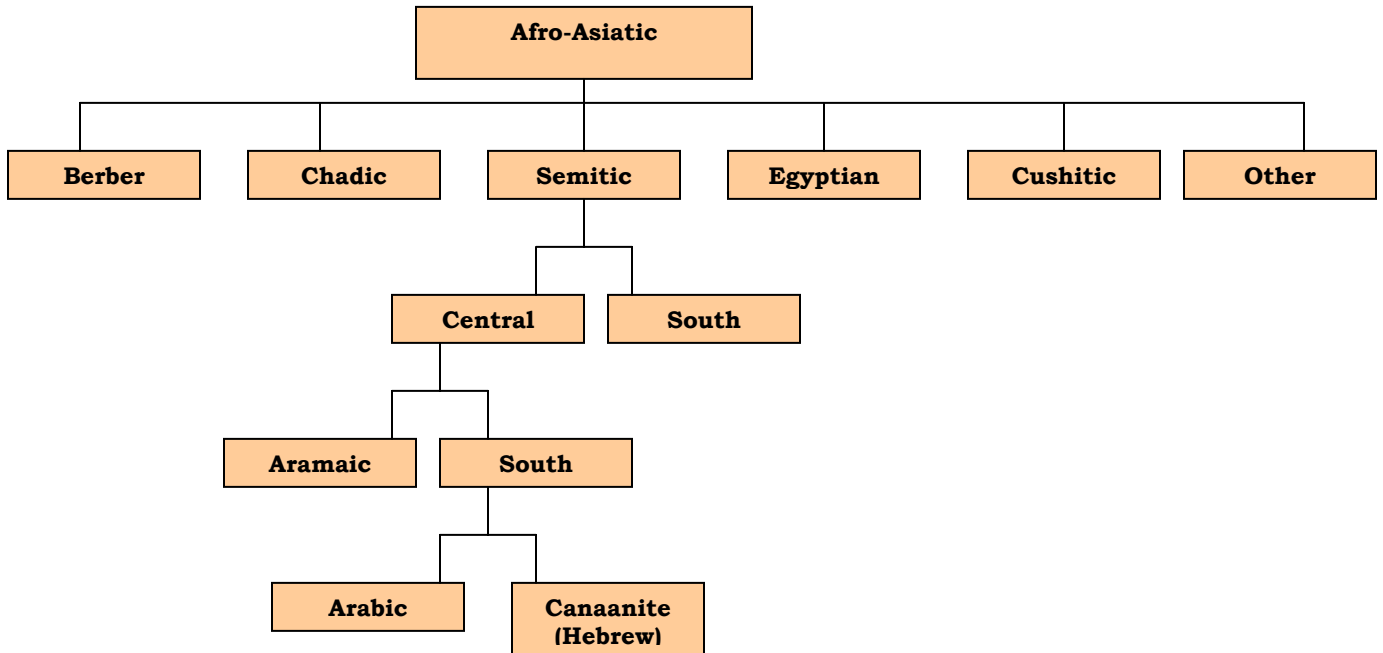 Afro-Asiatic
Berber
Chadic
Semitic
Egyptian
Cushitic
Other
Central
South
Aramaic
South
Arabic
Canaanite
(Hebrew)